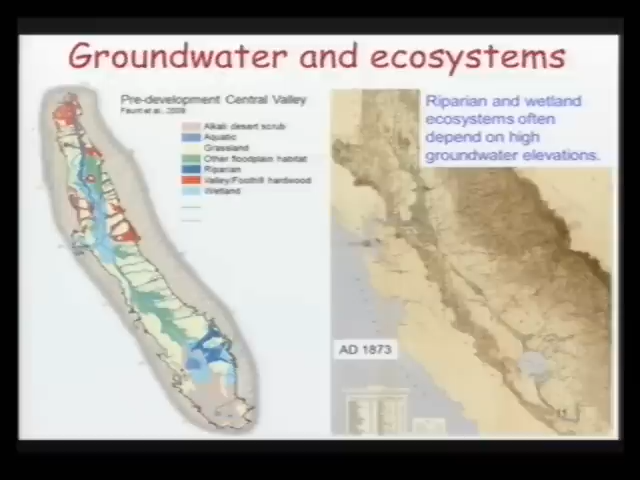 Groundwater and ecosystems
Pre-development Central Valley
Faunt et al., 2009
Alkali desert scrub
Aquatic
Grassland
Other floodplain habitat
Riparian
Valley/Foothill hardwood
Wetland
Riparian and wetland
ecosystems often
depend on high
groundwater elevations.
AD 1873